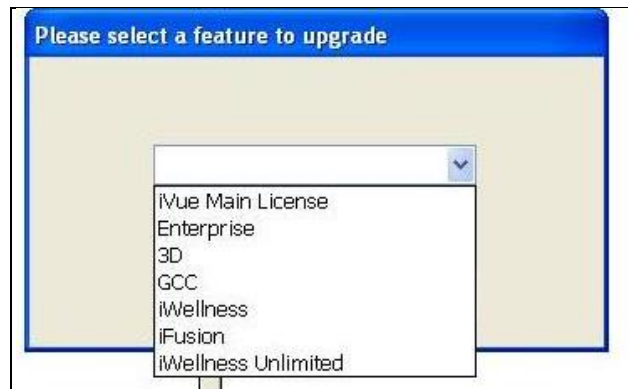 Please select a feature to upgrade
iVue Main License
Enterprise
3D
GCC
iWellness
iFusion
iWellness Unlimited